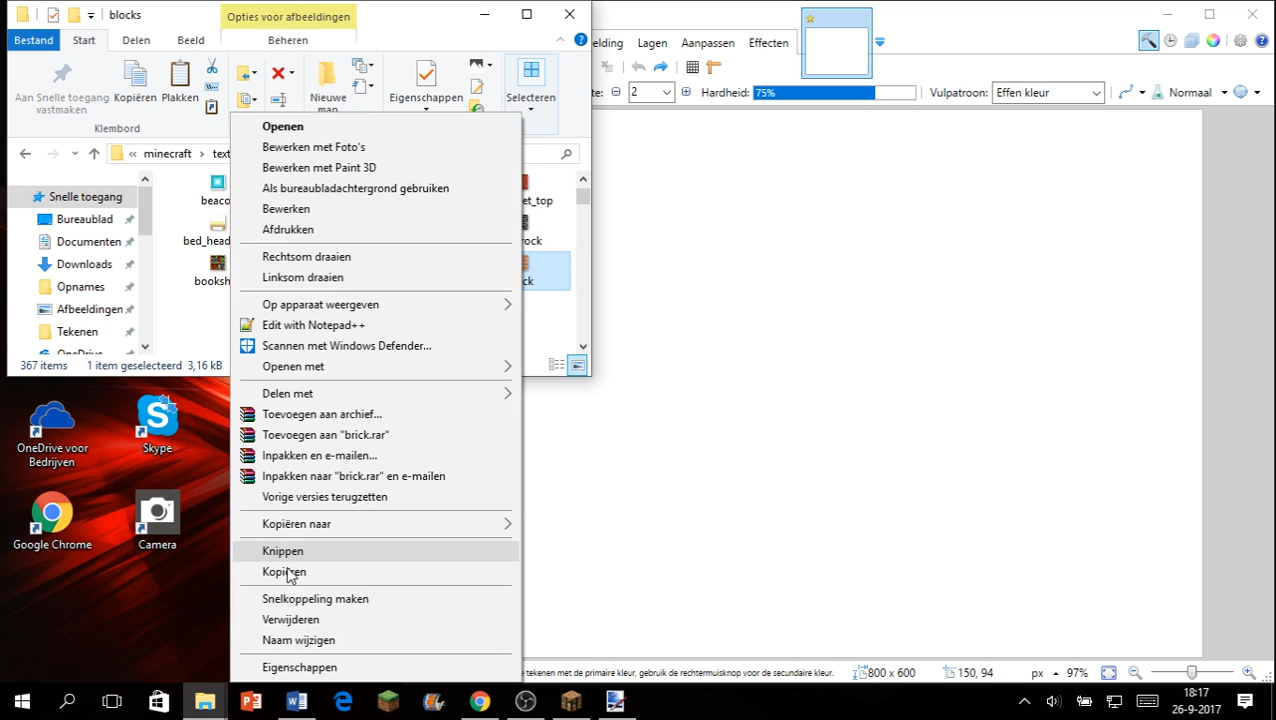 blocks
Opties voor afbeeldingen
Bestand
Start
Delen
Beeld
Beheren
Lagen
Aanpassen
Effecten
Aan Snelle toegang
vastmaken
Kopiëren
Plakken
Nieuwe
map
Eigenschappen
Selecteren
2
Hardheid:
75%
Vulpatroon:
Effen kleur
Normaal
Klembord
« minecraft › text
Snelle toegang
Bureaublad
Documenten
Downloads
Opnames
Afbeeldingen
Tekenen
OneDrive
beaco
bed_head
booksh
et_top
rock
ck
367 items
1 item geselecteerd 3,16 kB
Openen
Bewerken met Foto's
Bewerken met Paint 3D
Als bureaubladachtergrond gebruiken
Bewerken
Afdrukken
Rechtsom draaien
Linksom draaien
Op apparaat weergeven
Edit with Notepad++
Scannen met Windows Defender...
Openen met
Delen met
Toevoegen aan archief...
Toevoegen aan "brick.rar"
Inpakken en e-mailen...
Inpakken naar "brick.rar" en e-mailen
Vorige versies terugzetten
Kopiëren naar
Knippen
Kopiëren
Snelkoppeling maken
Verwijderen
Naam wijzigen
Eigenschappen
OneDrive voor
Bedrijven
Skype
Google Chrome
Camera
tekenen met de primaire kleur, gebruik de rechtermuisknop voor de secundaire kleur.
800 x 600
150, 94
px
97%
18:17
26-9-2017